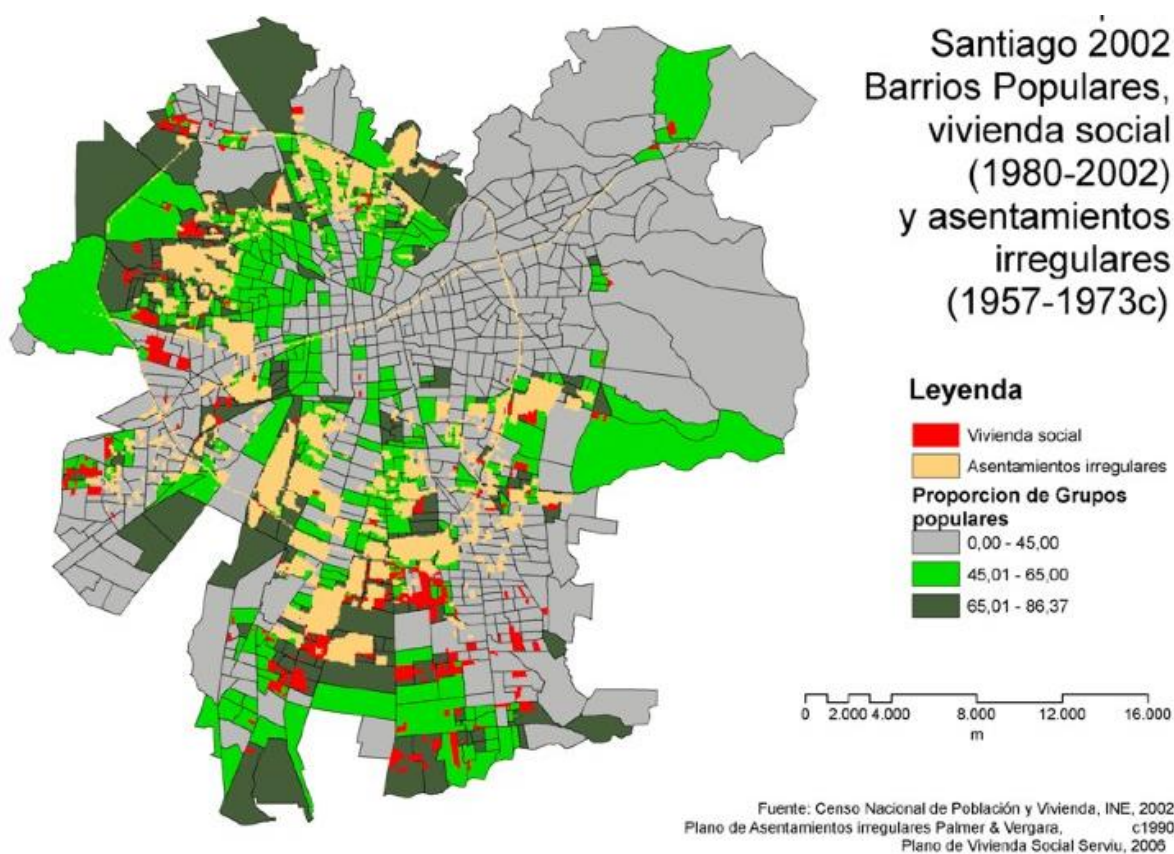 Santiago 2002
Barrios Populares,
vivienda social
(1980-2002)
y asentamientos
irregulares
(1957-1973c)
Leyenda
Vivienda social
Asentamientos irregulares
Proporcion de Grupos
populares
0,00 - 45,00
45,01 - 65,00
65,01 - 86,37
0 2.000 4.000 8.000 12.000 16.000
m
Fuente: Censo Nacional de Población y Vivienda, INE, 2002
Plano de Asentamientos irregulares Palmer & Vergara, c1990
Plano de Vivienda Social Serviu, 2006